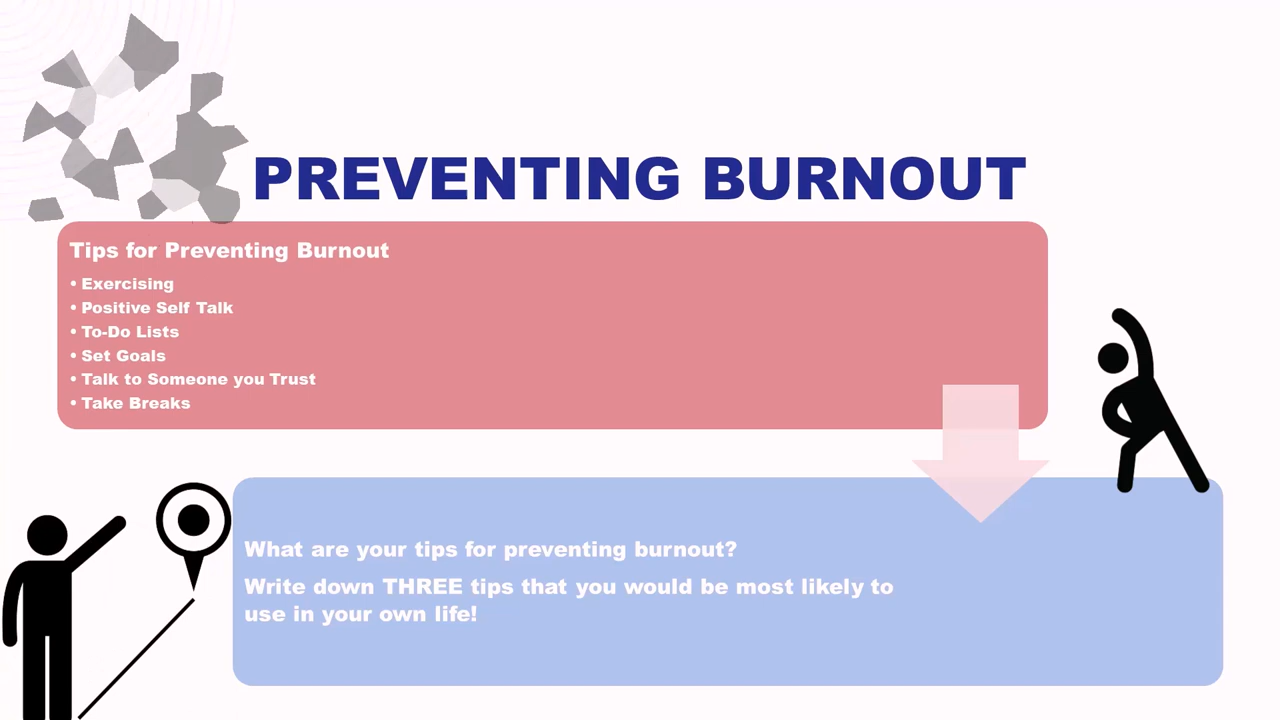 PREVENTING BURNOUT
Tips for Preventing Burnout
• Exercising
• Positive Self Talk
• To-Do Lists
• Set Goals
• Talk to Someone you Trust
• Take Breaks
What are your tips for preventing burnout?
Write down THREE tips that you would be most likely to
use in your own life!